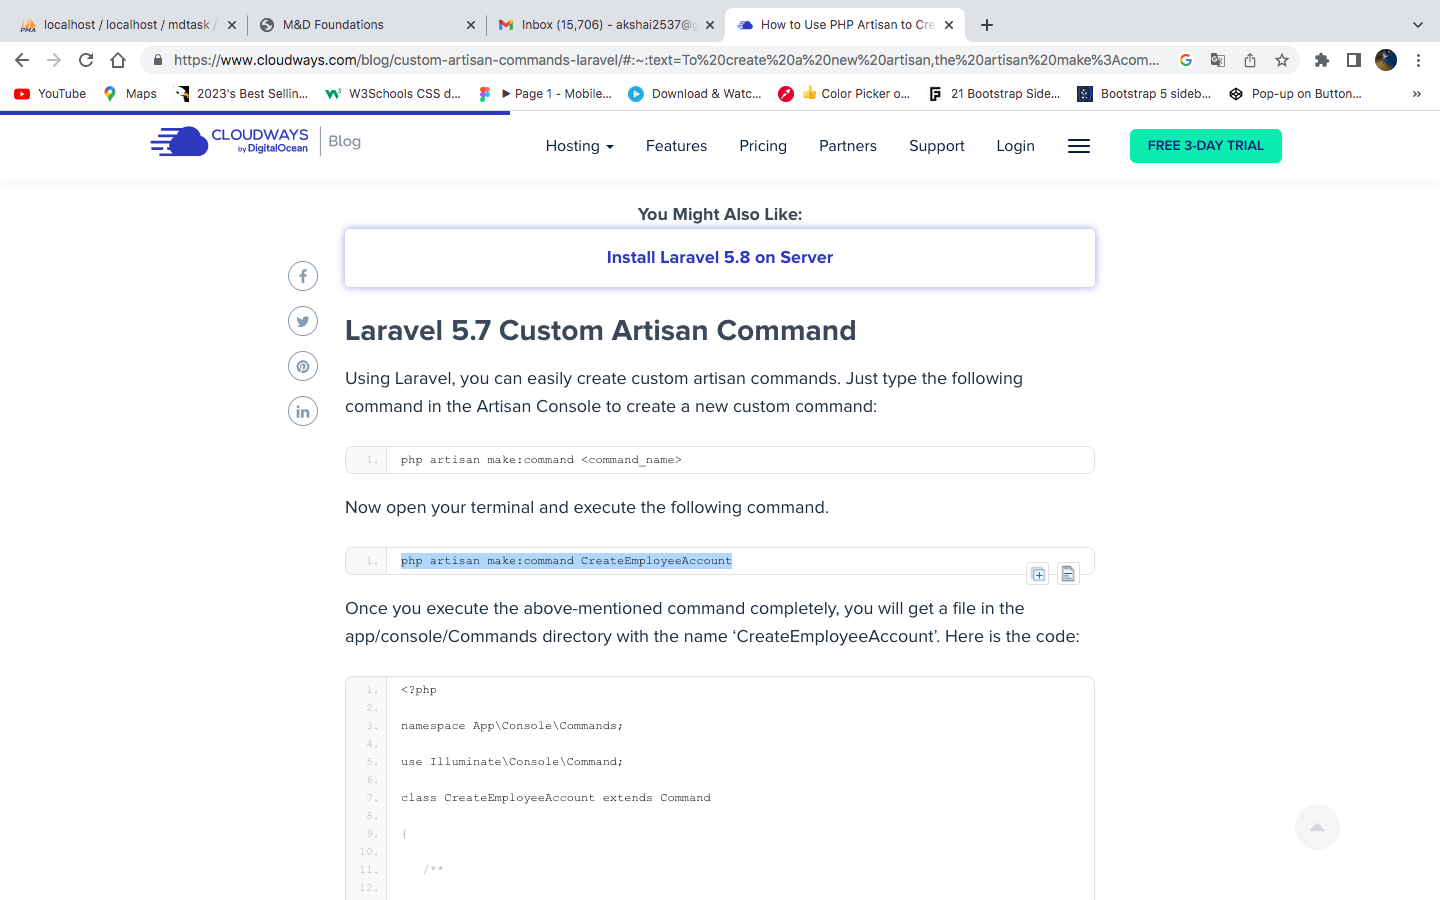 localhost / localhost / mdtask /
M&D Foundations
Inbox (15,706) - akshai2537@g
How to Use PHP Artisan to Cre
https://www.cloudways.com/blog/custom-artisan-commands-laravel/#:~:text=To%20create%20a%20new%20artisan,the%20artisan%20make%3Acom...
YouTube
Maps
2023's Best Sellin...
W3Schools CSS d...
Page 1 - Mobile...
Download & Watc...
👍 Color Picker o...
21 Bootstrap Side...
Bootstrap 5 sideb...
Pop-up on Button...
»
CLOUDWAYS
by DigitalOcean
Blog
Hosting
Features
Pricing
Partners
Support
Login
FREE 3-DAY TRIAL
You Might Also Like:
Install Laravel 5.8 on Server
Laravel 5.7 Custom Artisan Command
Using Laravel, you can easily create custom artisan commands. Just type the following
command in the Artisan Console to create a new custom command:
1. php artisan make:command <command_name>
Now open your terminal and execute the following command.
1. php artisan make:command CreateEmployeeAccount
Once you execute the above-mentioned command completely, you will get a file in the
app/console/Commands directory with the name ‘CreateEmployeeAccount’. Here is the code:
1. <?php
2.
3. namespace App\Console\Commands;
4.
5. use Illuminate\Console\Command;
6.
7. class CreateEmployeeAccount extends Command
8.
9. {
10.
11. /**
12.